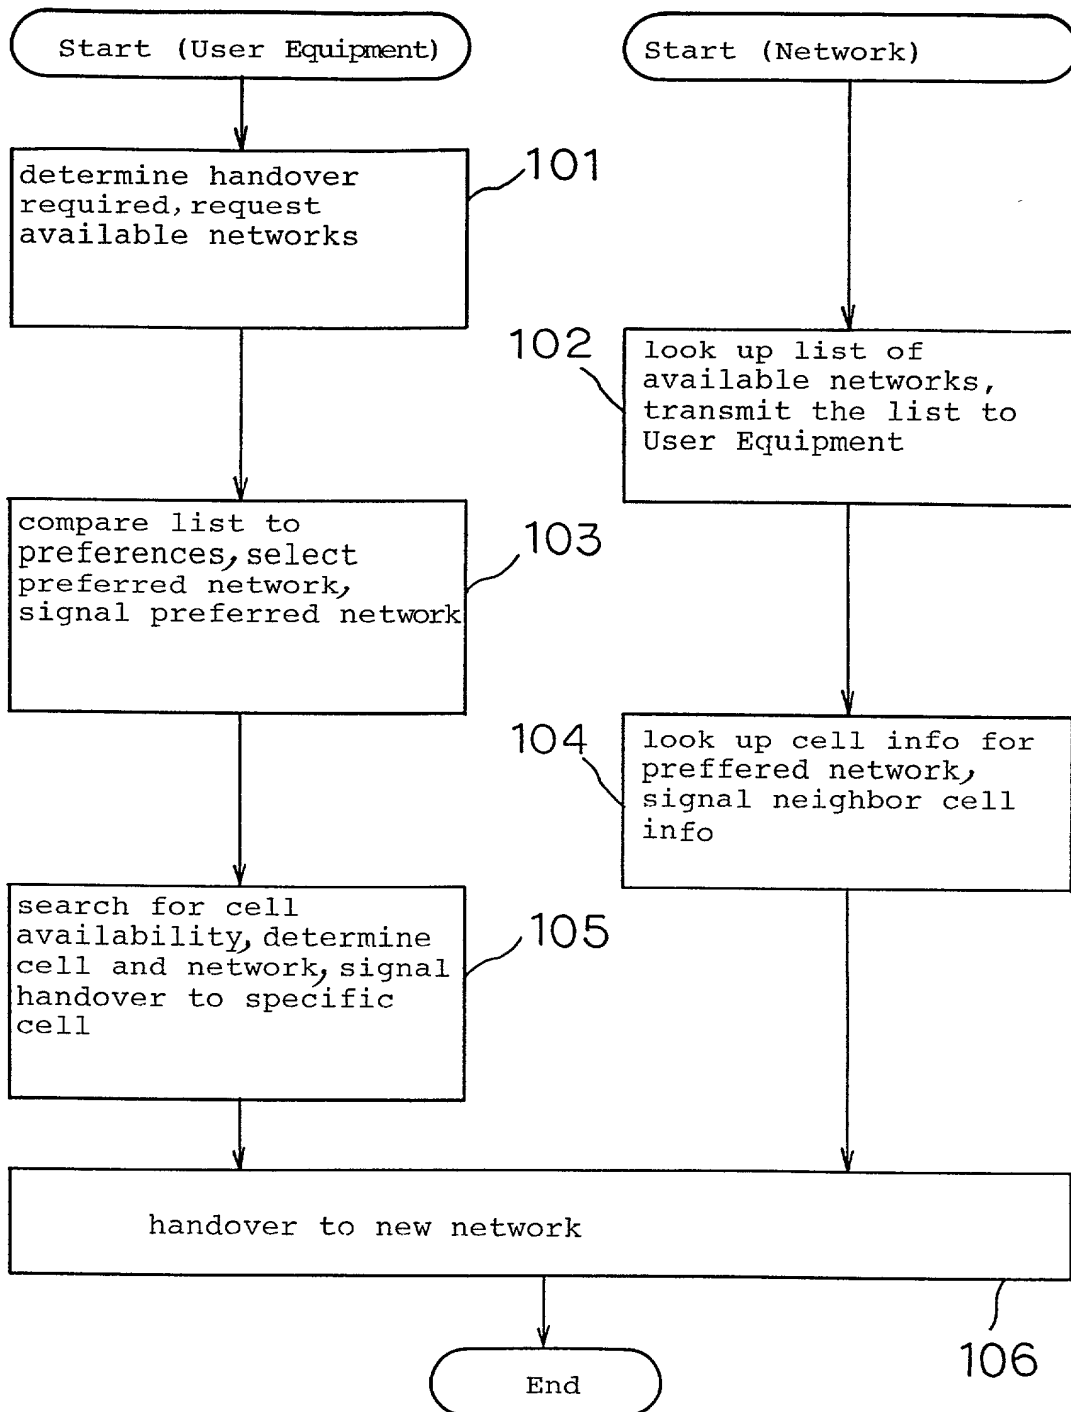 Start (User Equipment)
Start (Network)
determine handover
required, request
available networks
101
102
look up list of
available networks,
transmit the list to
User Equipment
compare list to
preferences, select
preferred network,
signal preferred network
103
104
look up cell info for
preffered network,
signal neighbor cell
info
search for cell
availability, determine
cell and network, signal
handover to specific
cell
105
handover to new network
106
End